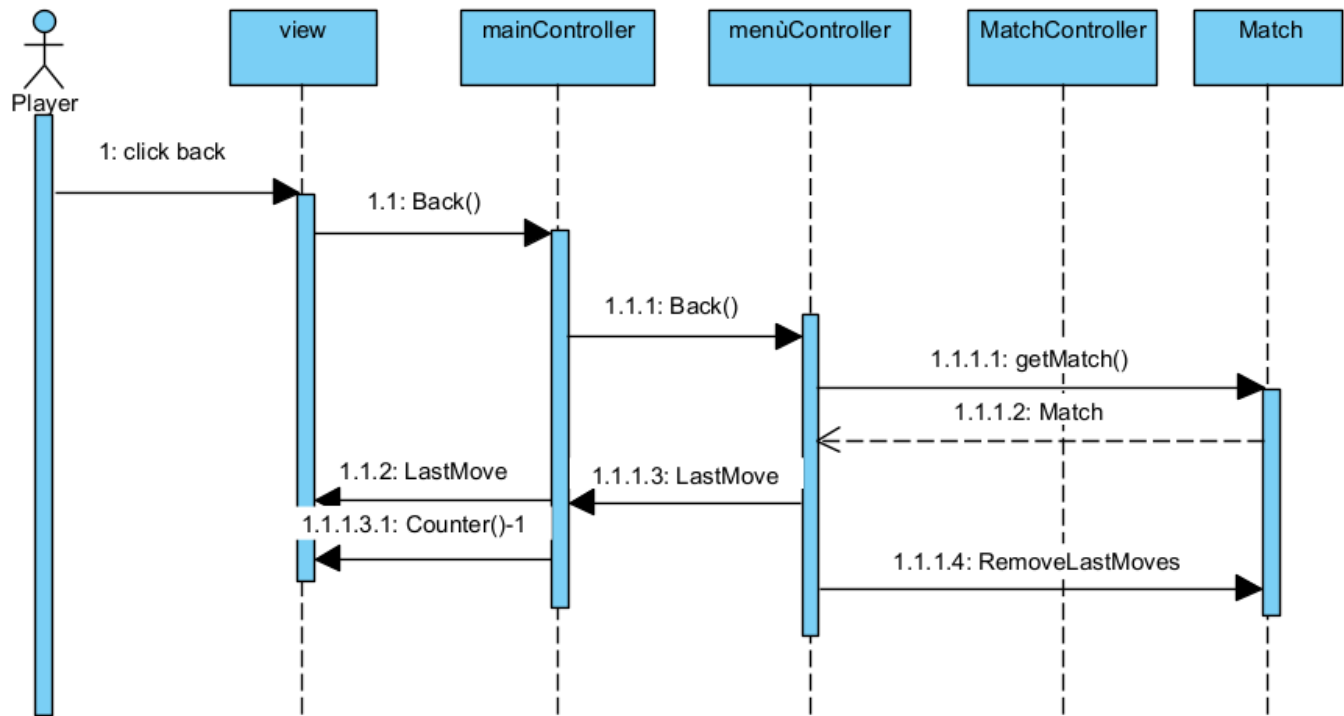 view
mainController
menùController
MatchController
Match
Player
1: click back
1.1: Back()
1.1.1: Back()
1.1.1.1: getMatch()
1.1.1.2: Match
1.1.2: LastMove
1.1.1.3: LastMove
1.1.1.3.1: Counter()-1
1.1.1.4: RemoveLastMoves